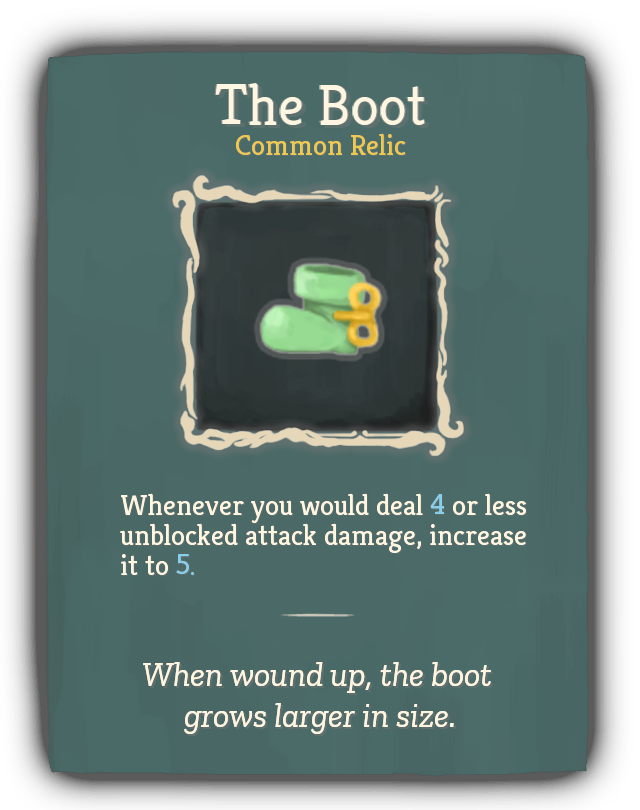 The Boot
Common Relic
Whenever you would deal 4 or less
unblocked attack damage, increase
it to 5.
When wound up, the boot
grows larger in size.